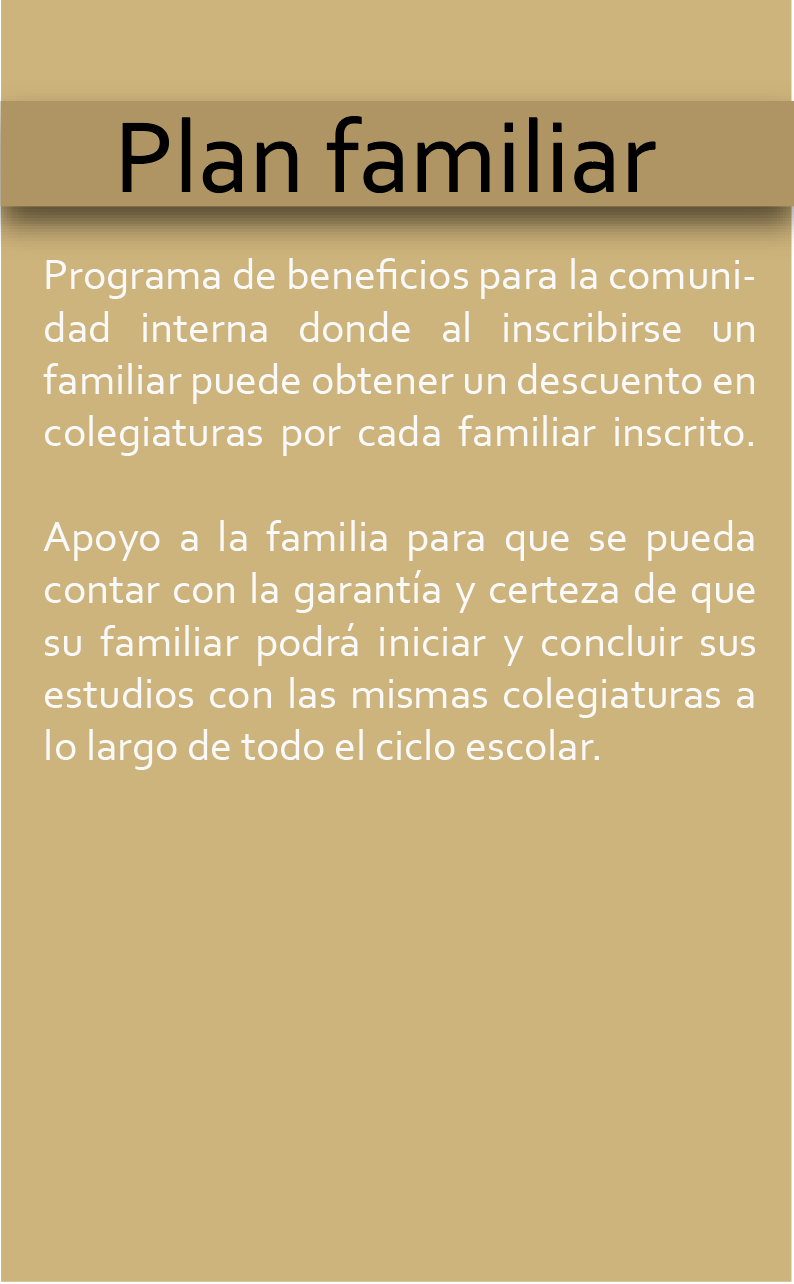 Plan familiar
Programa de beneficios para la comuni-
dad interna donde al inscribirse un
familiar puede obtener un descuento en
colegiaturas por cada familiar inscrito.
Apoyo a la familia para que se pueda
contar con la garantía y certeza de que
su familiar podrá iniciar y concluir sus
estudios con las mismas colegiaturas a
lo largo de todo el ciclo escolar.